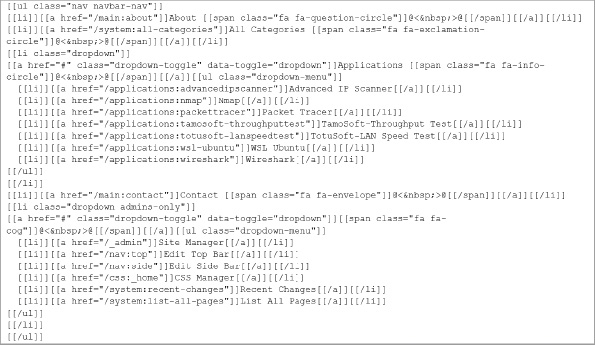 [[ul class="nav navbar-nav"]]
[[li]][[a href="/main:about"]]About [[span class="fa fa-question-circle"]]@<&nbsp;>@[[/span]][[/a]][[/li]]
[[li]][[a href="/system:all-categories"]]All Categories [[span class="fa fa-exclamation-
circle"]]@<&nbsp;>@[[/span]][[/a]][[/li]]
[[li class="dropdown"]]
[[a href="#" class="dropdown-toggle" data-toggle="dropdown"]]Applications [[span class="fa fa-info-
circle"]]@<&nbsp;>@[[/span]][[/a]][[ul class="dropdown-menu"]]
[[li]][[a href="/applications:advancedipscanner"]]Advanced IP Scanner[[/a]][[/li]]
[[li]][[a href="/applications:nmap"]]Nmap[[/a]][[/li]]
[[li]][[a href="/applications:packettracer"]]Packet Tracer[[/a]][[/li]]
[[li]][[a href="/applications:tamosoft-throughputtest"]]TamoSoft-Throughput Test[[/a]][[/li]]
[[li]][[a href="/applications:totusoft-lanspeedtest"]]TotuSoft-LAN Speed Test[[/a]][[/li]]
[[li]][[a href="/applications:wsl-ubuntu"]]WSL Ubuntu[[/a]][[/li]]
[[li]][[a href="/applications:wireshark"]]Wireshark[[/a]][[/li]]
[[/ul]]
[[/li]]
[[li]][[a href="/main:contact"]]Contact [[span class="fa fa-envelope"]]@<&nbsp;>@[[/span]][[/a]][[/li]]
[[li class="dropdown admins-only"]]
[[a href="#" class="dropdown-toggle" data-toggle="dropdown"]][[span class="fa fa-
cog"]]@<&nbsp;>@[[/span]][[/a]][[ul class="dropdown-menu"]]
[[li]][[a href="/_admin"]]Site Manager[[/a]][[/li]]
[[li]][[a href="/nav:top"]]Edit Top Bar[[/a]][[/li]]
[[li]][[a href="/nav:side"]]Edit Side Bar[[/a]][[/li]]
[[li]][[a href="/css:_home"]]CSS Manager[[/a]][[/li]]
[[li]][[a href="/system:recent-changes"]]Recent Changes[[/a]][[/li]]
[[li]][[a href="/system:list-all-pages"]]List All Pages[[/a]][[/li]]
[[/ul]]
[[/li]]
[[/ul]]